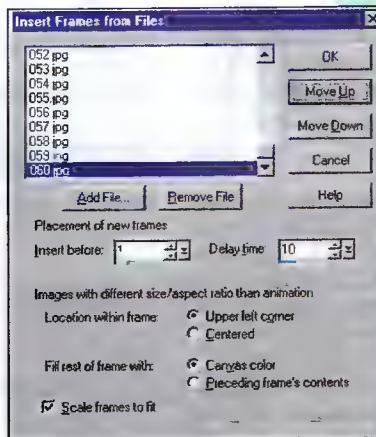 Insert Frames from Files
052.jpg
053.jpg
054.jpg
055.jpg
056.jpg
057.jpg
058.jpg
059.jpg
060.jpg
OK
Move Up
Move Down
Cancel
Help
Add File...
Remove File
Placement of new frames
Insert before: 1
Delay time: 10
Images with different size/aspect ratio than animation
Location within frame:
Upper left corner
Centered
Fill rest of frame with:
Canvas color
Preceding frame's contents
Scale frames to fit